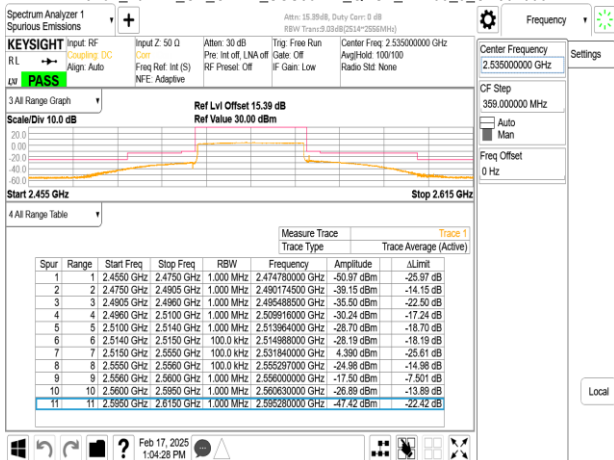 Spectrum Analyzer 1
Spurious Emissions
Attn: 15.39dB, Duty Corr: 0 dB
RBW Trans:9.03dB(2514~2556MHz)
Frequency
KEYSIGHT Input: RF Input Z: 50 Ω Atten: 30 dB Trig: Free Run Center Freq: 2.535000000 GHz
RL Coupling: DC Corr Pre: Int off, LNA off Gate: Off Avg|Hold: 100/100
Align: Auto Freq Ref: Int (S) RF Preset: Off IF Gain: Low Radio Std: None
LXI PASS NFE: Adaptive
Center Frequency
2.535000000 GHz
Settings
CF Step
359.000000 MHz
Auto
Man
Freq Offset
0 Hz
Local
3 All Range Graph
Ref Lvl Offset 15.39 dB
Scale/Div 10.0 dB Ref Value 30.00 dBm
20.0
0.00
-20.0
-40.0
-60.0
Start 2.455 GHz Stop 2.615 GHz
4 All Range Table
Measure Trace Trace 1
Trace Type Trace Average (Active)
Spur Range Start Freq Stop Freq RBW Frequency Amplitude ΔLimit
1 1 2.4550 GHz 2.4750 GHz 1.000 MHz 2.474780000 GHz -50.97 dBm -25.97 dB
2 2 2.4750 GHz 2.4905 GHz 1.000 MHz 2.490174500 GHz -39.15 dBm -14.15 dB
3 3 2.4905 GHz 2.4960 GHz 1.000 MHz 2.495488500 GHz -35.50 dBm -22.50 dB
4 4 2.4960 GHz 2.5100 GHz 1.000 MHz 2.509916000 GHz -30.24 dBm -17.24 dB
5 5 2.5100 GHz 2.5140 GHz 1.000 MHz 2.513964000 GHz -28.70 dBm -18.70 dB
6 6 2.5140 GHz 2.5150 GHz 100.0 kHz 2.514988000 GHz -28.19 dBm -18.19 dB
7 7 2.5150 GHz 2.5550 GHz 100.0 kHz 2.531840000 GHz 4.390 dBm -25.61 dB
8 8 2.5550 GHz 2.5560 GHz 100.0 kHz 2.555297000 GHz -24.98 dBm -14.98 dB
9 9 2.5560 GHz 2.5600 GHz 1.000 MHz 2.556000000 GHz -17.50 dBm -7.501 dB
10 10 2.5600 GHz 2.5950 GHz 1.000 MHz 2.560630000 GHz -26.89 dBm -13.89 dB
11 11 2.5950 GHz 2.6150 GHz 1.000 MHz 2.595280000 GHz -47.42 dBm -22.42 dB
Feb 17, 2025
1:04:28 PM